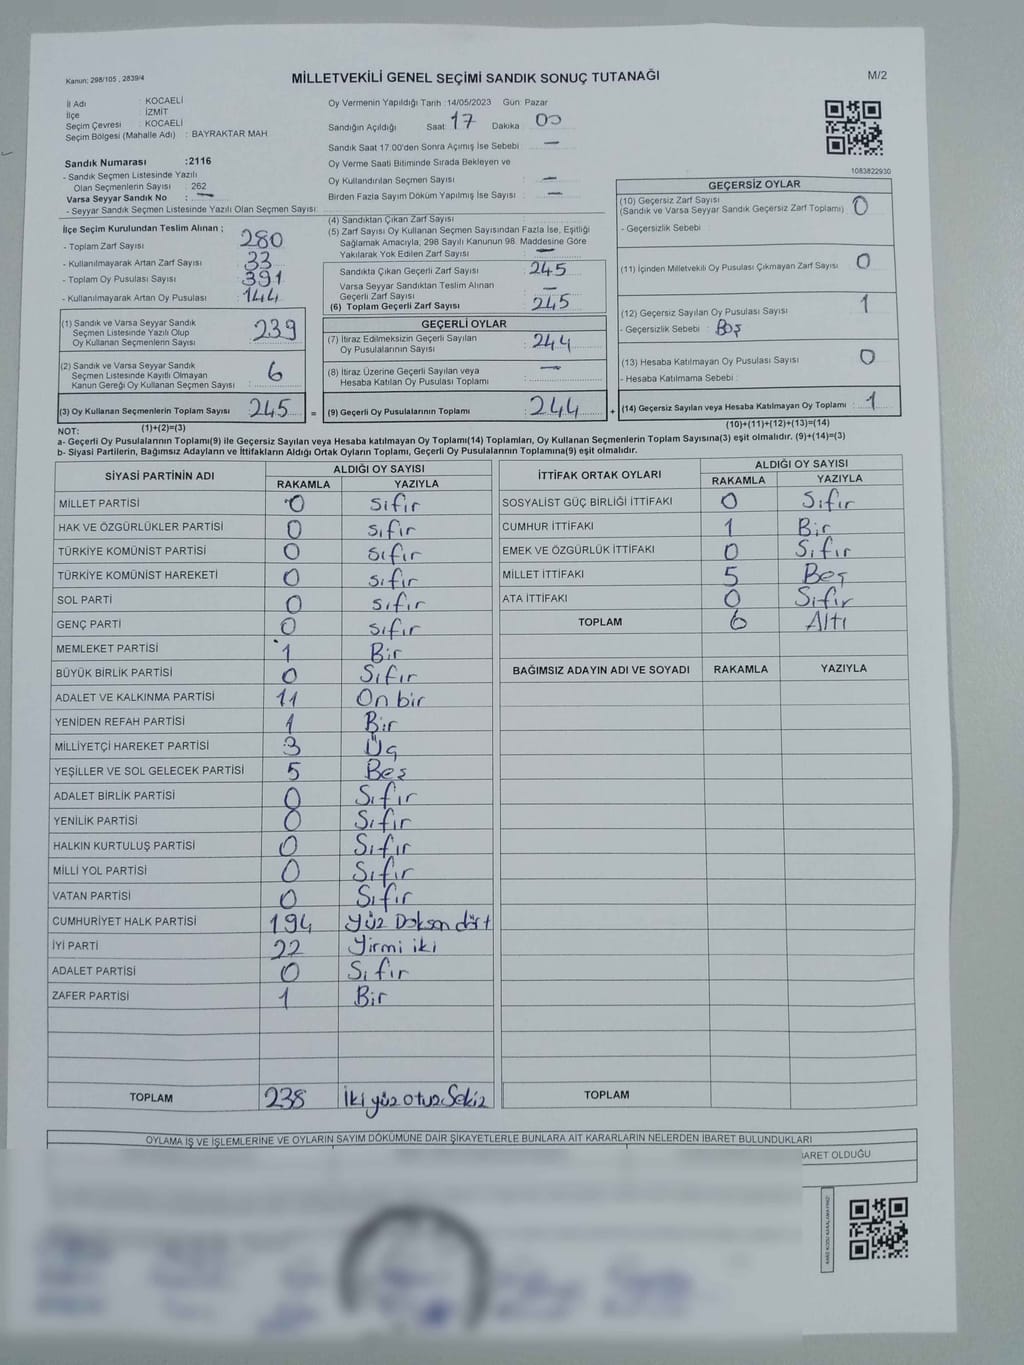 Kanun: 298/105 , 2839/4
MİLLETVEKİLİ GENEL SEÇİMİ SANDIK SONUÇ TUTANAĞI
M/2
İl Adı : KOCAELİ
İlçe : İZMİT
Seçim Çevresi : KOCAELİ
Seçim Bölgesi (Mahalle Adı) : BAYRAKTAR MAH
Oy Vermenin Yapıldığı Tarih :14/05/2023 Gün: Pazar
Sandığın Açıldığı Saat: 17 Dakika : 00
Sandık Saat 17.00'den Sonra Açımış İse Sebebi : —
Oy Verme Saati Bitiminde Sırada Bekleyen ve
Oy Kullandırılan Seçmen Sayısı : —
Birden Fazla Sayım Döküm Yapılmış İse Sayısı : —
1083822930
Sandık Numarası :2116
- Sandık Seçmen Listesinde Yazılı
Olan Seçmenlerin Sayısı : 262
Varsa Seyyar Sandık No : —
- Seyyar Sandık Seçmen Listesinde Yazılı Olan Seçmen Sayısı:
İlçe Seçim Kurulundan Teslim Alınan ;
- Toplam Zarf Sayısı : 280
- Kullanılmayarak Artan Zarf Sayısı : 33
- Toplam Oy Pusulası Sayısı : 391
- Kullanılmayarak Artan Oy Pusulası : 144
(1) Sandık ve Varsa Seyyar Sandık
Seçmen Listesinde Yazılı Olup
Oy Kullanan Seçmenlerin Sayısı : 239
(2) Sandık ve Varsa Seyyar Sandık
Seçmen Listesinde Kayıtlı Olmayan
Kanun Gereği Oy Kullanan Seçmen Sayısı : 6
(3) Oy Kullanan Seçmenlerin Toplam Sayısı : 245 =
(4) Sandıktan Çıkan Zarf Sayısı :
(5) Zarf Sayısı Oy Kullanan Seçmen Sayısından Fazla İse, Eşitliği
Sağlamak Amacıyla, 298 Sayılı Kanunun 98. Maddesine Göre
Yakılarak Yok Edilen Zarf Sayısı : —
Sandıkta Çıkan Geçerli Zarf Sayısı : 245
Varsa Seyyar Sandıktan Teslim Alınan
Geçerli Zarf Sayısı : —
(6) Toplam Geçerli Zarf Sayısı : 245
GEÇERLİ OYLAR
(7) İtiraz Edilmeksizin Geçerli Sayılan
Oy Pusulalarının Sayısı : 244
(8) İtiraz Üzerine Geçerli Sayılan veya
Hesaba Katılan Oy Pusulası Toplamı : —
(9) Geçerli Oy Pusulalarının Toplamı : 244 +
GEÇERSİZ OYLAR
(10) Geçersiz Zarf Sayısı : 0
(Sandık ve Varsa Seyyar Sandık Geçersiz Zarf Toplamı)
- Geçersizlik Sebebi :
(11) İçinden Milletvekili Oy Pusulası Çıkmayan Zarf Sayısı : 0
(12) Geçersiz Sayılan Oy Pusulası Sayısı : 1
- Geçersizlik Sebebi : Boş
(13) Hesaba Katılmayan Oy Pusulası Sayısı : 0
- Hesaba Katılmama Sebebi :
(14) Geçersiz Sayılan veya Hesaba Katılmayan Oy Toplamı : 1
NOT: (1)+(2)=(3)
(10)+(11)+(12)+(13)=(14)
a- Geçerli Oy Pusulalarının Toplamı(9) ile Geçersiz Sayılan veya Hesaba katılmayan Oy Toplamı(14) Toplamları, Oy Kullanan Seçmenlerin Toplam Sayısına(3) eşit olmalıdır. (9)+(14)=(3)
b- Siyasi Partilerin, Bağımsız Adayların ve İttifakların Aldığı Ortak Oyların Toplamı, Geçerli Oy Pusulalarının Toplamına(9) eşit olmalıdır.
SİYASİ PARTİNİN ADI ALDIĞI OY SAYISI
RAKAMLA YAZIYLA
MİLLET PARTİSİ 0 Sıfır
HAK VE ÖZGÜRLÜKLER PARTİSİ 0 Sıfır
TÜRKİYE KOMÜNİST PARTİSİ 0 Sıfır
TÜRKİYE KOMÜNİST HAREKETİ 0 Sıfır
SOL PARTİ 0 Sıfır
GENÇ PARTİ 0 Sıfır
MEMLEKET PARTİSİ 1 Bir
BÜYÜK BİRLİK PARTİSİ 0 Sıfır
ADALET VE KALKINMA PARTİSİ 11 On bir
YENİDEN REFAH PARTİSİ 1 Bir
MİLLİYETÇİ HAREKET PARTİSİ 3 Üç
YEŞİLLER VE SOL GELECEK PARTİSİ 5 Beş
ADALET BİRLİK PARTİSİ 0 Sıfır
YENİLİK PARTİSİ 0 Sıfır
HALKIN KURTULUŞ PARTİSİ 0 Sıfır
MİLLİ YOL PARTİSİ 0 Sıfır
VATAN PARTİSİ 0 Sıfır
CUMHURİYET HALK PARTİSİ 194 Yüz Doksan dört
İYİ PARTİ 22 Yirmi iki
ADALET PARTİSİ 0 Sıfır
ZAFER PARTİSİ 1 Bir
TOPLAM 238 İki yüz otuz Sekiz
İTTİFAK ORTAK OYLARI ALDIĞI OY SAYISI
RAKAMLA YAZIYLA
SOSYALİST GÜÇ BİRLİĞİ İTTİFAKI 0 Sıfır
CUMHUR İTTİFAKI 1 Bir
EMEK VE ÖZGÜRLÜK İTTİFAKI 0 Sıfır
MİLLET İTTİFAKI 5 Beş
ATA İTTİFAKI 0 Sıfır
TOPLAM 6 Altı
BAĞIMSIZ ADAYIN ADI VE SOYADI RAKAMLA YAZIYLA
TOPLAM
OYLAMA İŞ VE İŞLEMLERİNE VE OYLARIN SAYIM DÖKÜMÜNE DAİR ŞİKAYETLERLE BUNLARA AİT KARARLARIN NELERDEN İBARET BULUNDUKLARI
BARET OLDUĞU